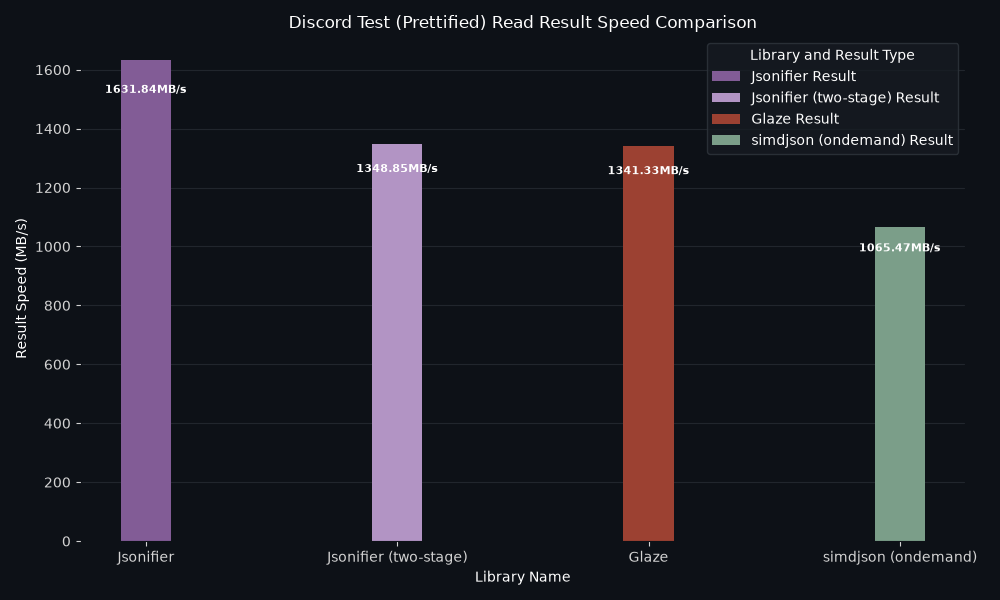 Discord Test (Prettified) Read Result Speed Comparison
Library and Result Type
Jsonifier Result
Jsonifier (two-stage) Result
Glaze Result
simdjson (ondemand) Result
Result Speed (MB/s)
1600
1400
1200
1000
800
600
400
200
0
1631.84MB/s
1348.85MB/s
1341.33MB/s
1065.47MB/s
Jsonifier
Jsonifier (two-stage)
Glaze
simdjson (ondemand)
Library Name